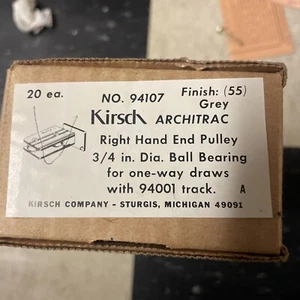 20 ea. NO. 94107 Finish: (55)
Grey
Kirsch ARCHITRAC
Right Hand End Pulley
3/4 in. Dia. Ball Bearing
for one-way draws
with 94001 track. A
KIRSCH COMPANY - STURGIS, MICHIGAN 49091